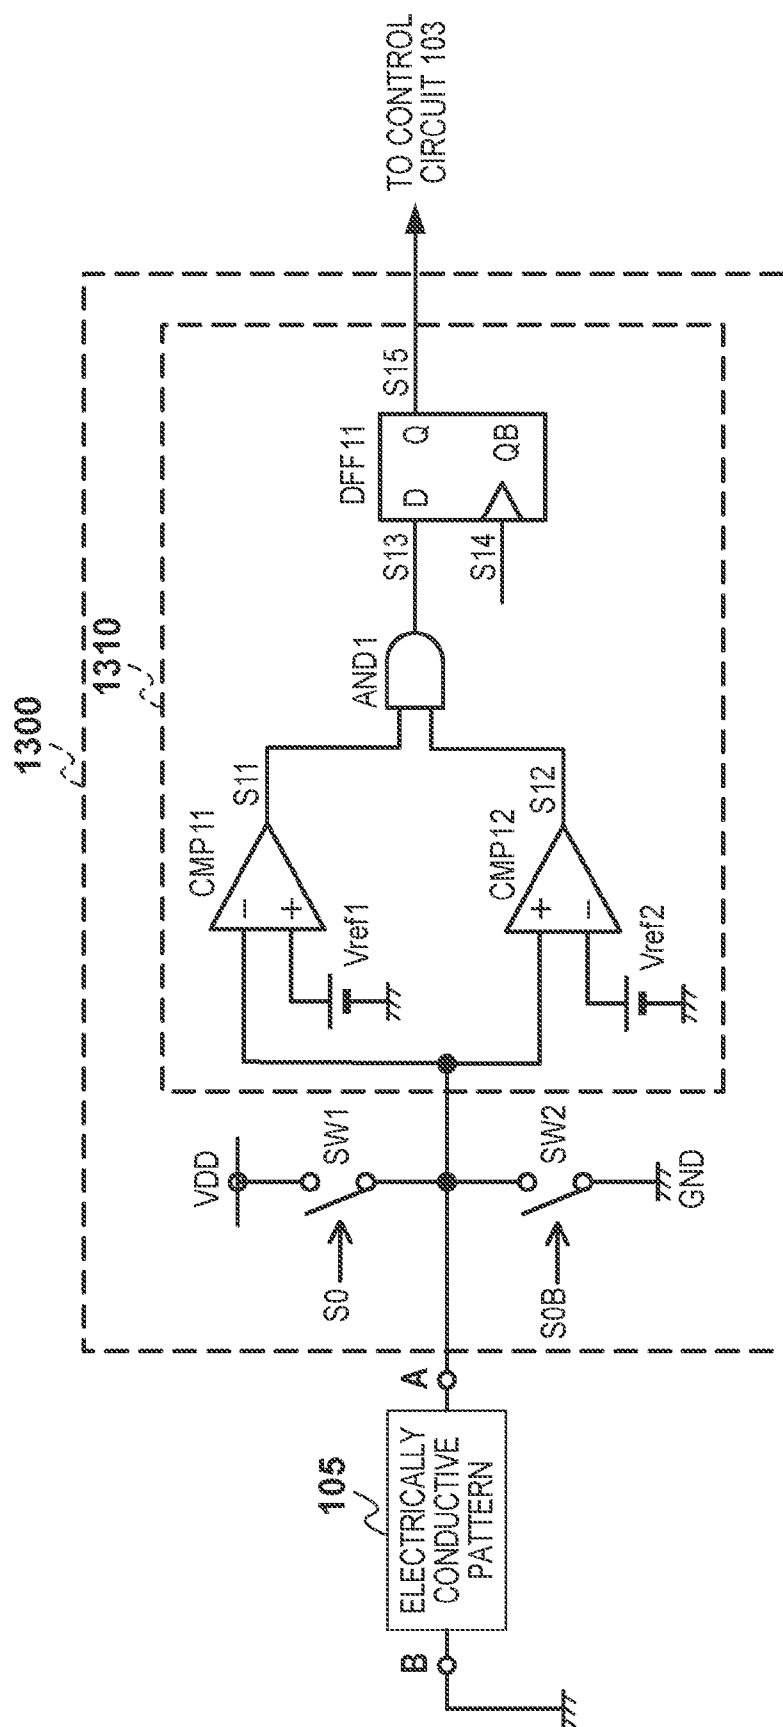 1300
1310
105
ELECTRICALLY
CONDUCTIVE
PATTERN
B
A
VDD
S0
SW1
S0B
SW2
GND
CMP11
−
+
Vref1
S11
CMP12
+
−
Vref2
S12
AND1
S13
DFF11
D
Q
QB
S14
S15
TO CONTROL
CIRCUIT 103